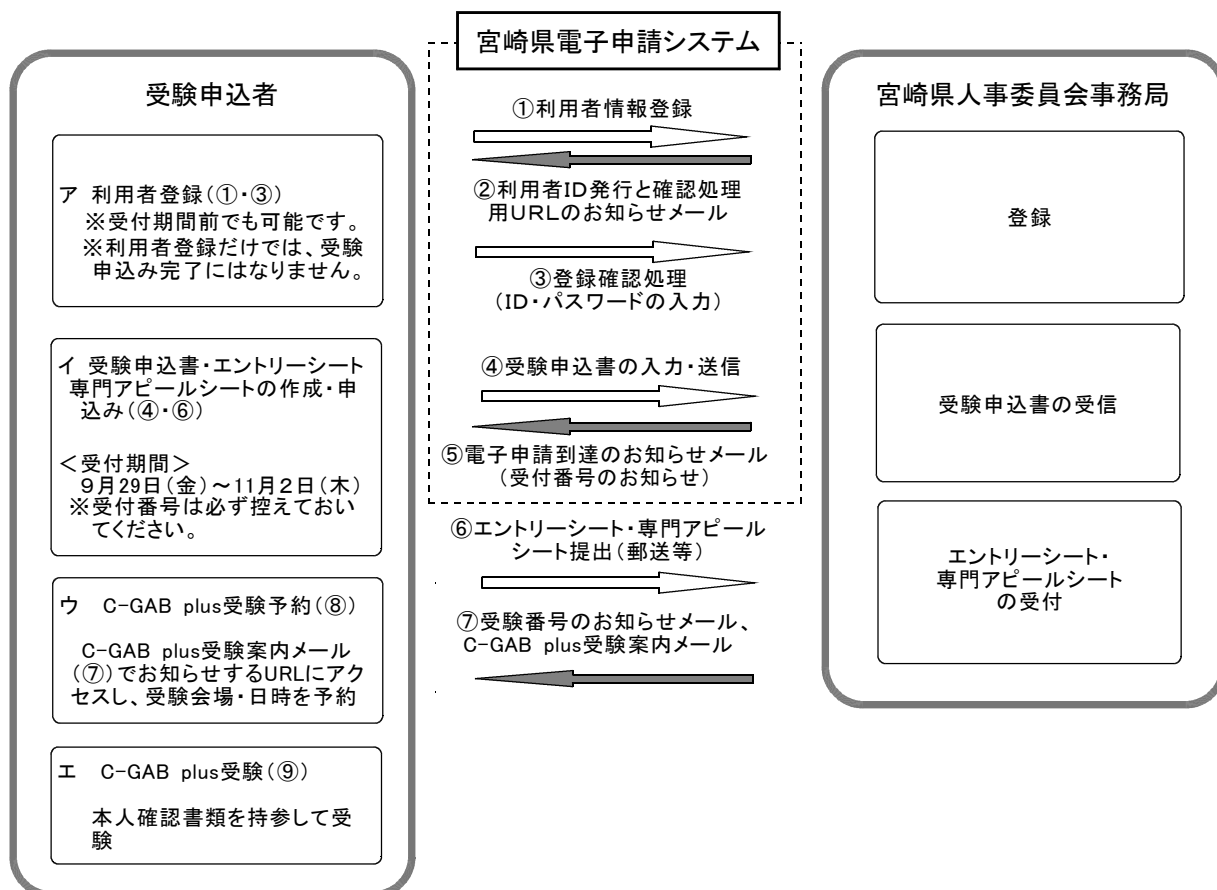 宮崎県電子申請システム
受験申込者
ア 利用者登録(①・③)
※受付期間前でも可能です。
※利用者登録だけでは、受験
申込み完了にはなりません。
イ 受験申込書・エントリーシート
専門アピールシートの作成・申
込み(④・⑥)
<受付期間>
9月29日(金)~11月2日(木)
※受付番号は必ず控えておい
てください。
ウ C-GAB plus受験予約(⑧)
C-GAB plus受験案内メール
(⑦)でお知らせするURLにアク
セスし、受験会場・日時を予約
エ C-GAB plus受験(⑨)
本人確認書類を持参して受
験
①利用者情報登録
②利用者ID発行と確認処理
用URLのお知らせメール
③登録確認処理
(ID・パスワードの入力)
④受験申込書の入力・送信
⑤電子申請到達のお知らせメール
(受付番号のお知らせ)
⑥エントリーシート・専門アピール
シート提出(郵送等)
⑦受験番号のお知らせメール、
C-GAB plus受験案内メール
宮崎県人事委員会事務局
登録
受験申込書の受信
エントリーシート・
専門アピールシート
の受付